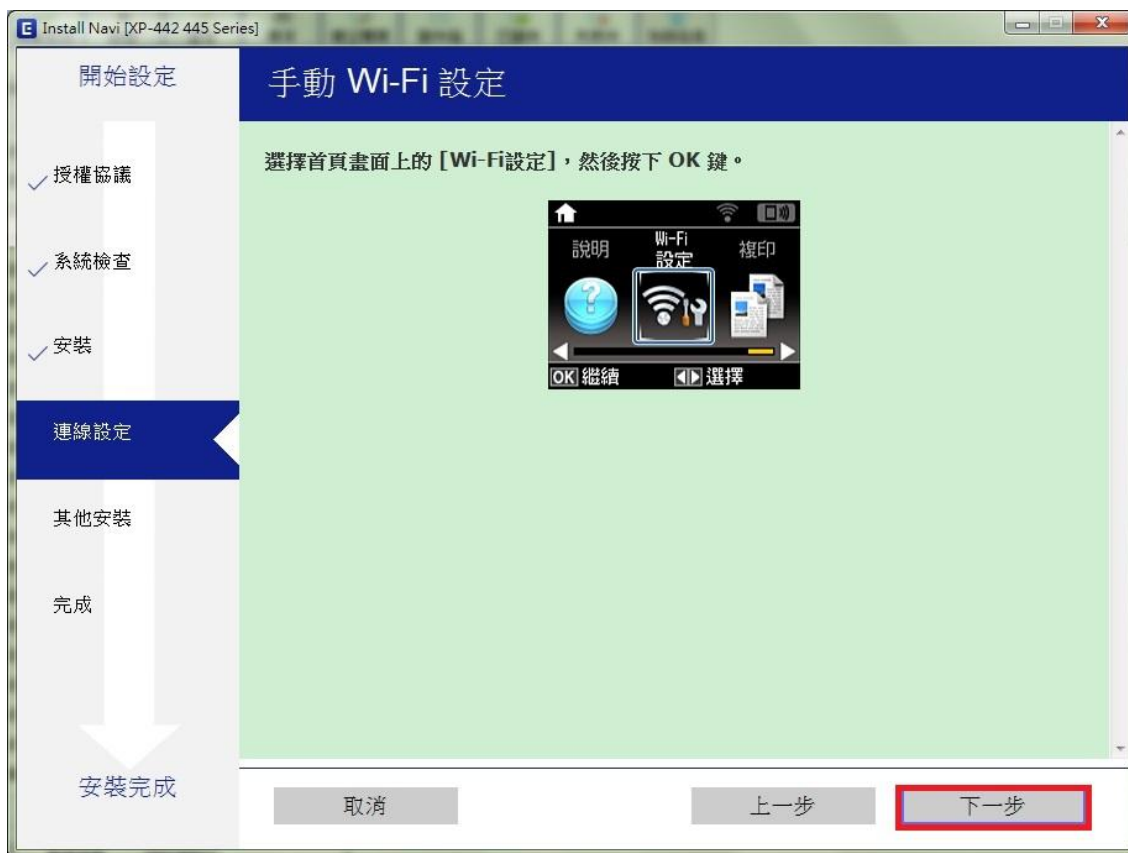 Install Navi [XP-442 445 Series]
開始設定
授權協議
系統檢查
安裝
連線設定
其他安裝
完成
安裝完成
手動 Wi-Fi 設定
選擇首頁畫面上的 [Wi-Fi設定]，然後按下 OK 鍵。
說明
Wi-Fi
設定
複印
OK 繼續
選擇
取消
上一步
下一步